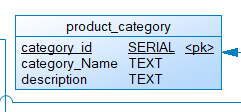 product_category
category_id SERIAL <pk>
category_Name TEXT
description TEXT